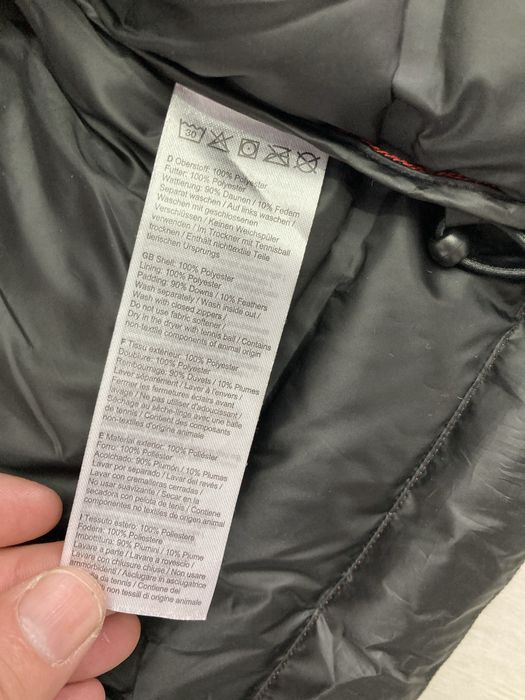 30
D Oberstoff: 100% Polyester
Futter: 100% Polyester
Wattierung: 90% Daunen / 10% Federn
Separat waschen / Auf links waschen /
Waschen mit geschlossenen
Verschlüssen / Keinen Weichspüler
verwenden / Im Trockner mit Tennisball
trocknen / Enthält nichttextile Teile
tierischen Ursprungs
GB Shell: 100% Polyester
Lining: 100% Polyester
Padding: 90% Downs / 10% Feathers
Wash separately / Wash inside out /
Wash with closed zippers /
Do not use fabric softener /
Dry in the dryer with tennis ball / Contains
non-textile components of animal origin
F Tissu extérieur: 100% Polyester
Doublure: 100% Polyester
Rembourrage: 90% Duvets / 10% Plumes
Laver séparément / Laver à l'envers /
Fermer les fermetures éclairs avant
lavage / Ne pas utiliser d'adoucissant /
séchage au sèche-linge avec une balle
de tennis / Contient des composants
non-textiles d'origine animale
E Material exterior: 100% Poliéster
Forro: 100% Poliéster
Acolchado: 90% Plumón / 10% Plumas
Lavar por separado / Lavar del revés /
Lavar con cremalleras cerradas /
No usar suavizante / Secar en la
secadora con pelota de tenis / Contiene
componentes no textiles de origen animal
I Tessuto estero: 100% Poliestere
Fodera: 100% Poliestere
Imbottitura: 90% Piumini / 10% Piume
Lavare a parte / Lavare a rovescio /
Lavare con chiusure chiuse / Non usare
ammorbidenti / Asciugare in asciugatrice
da tennis / Contiene dei
non tessili di origine animale